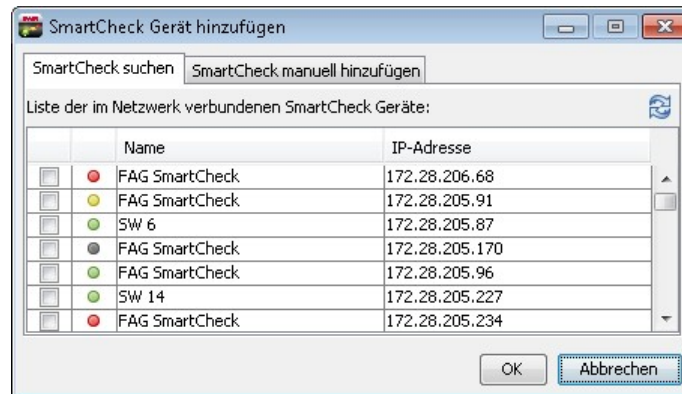 SmartCheck Gerät hinzufügen
SmartCheck suchen SmartCheck manuell hinzufügen
Liste der im Netzwerk verbundenen SmartCheck Geräte:
Name IP-Adresse
FAG SmartCheck 172.28.206.68
FAG SmartCheck 172.28.205.91
SW 6 172.28.205.87
FAG SmartCheck 172.28.205.170
FAG SmartCheck 172.28.205.96
SW 14 172.28.205.227
FAG SmartCheck 172.28.205.234
OK Abbrechen